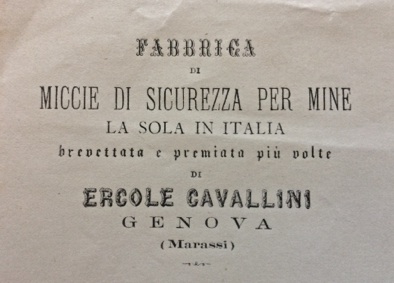 FABBRICA
DI
MICCIE DI SICUREZZA PER MINE
LA SOLA IN ITALIA
brevettata e premiata più volte
DI
ERCOLE CAVALLINI
GENOVA
(Marassi)